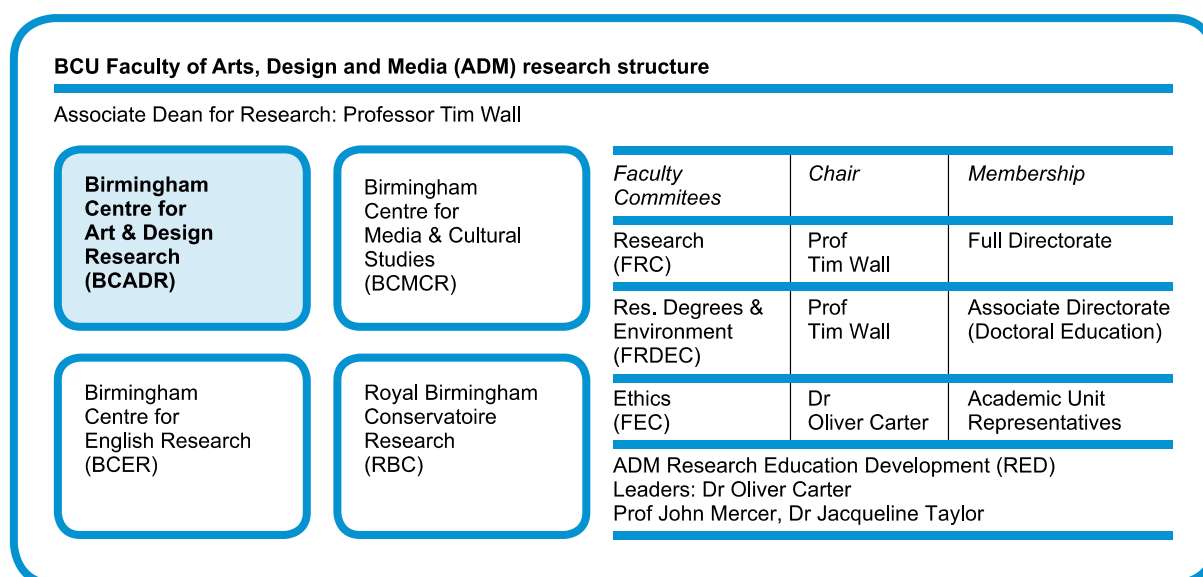 BCU Faculty of Arts, Design and Media (ADM) research structure
Associate Dean for Research: Professor Tim Wall
Birmingham
Centre for
Art & Design
Research
(BCADR)
Birmingham
Centre for
Media & Cultural
Studies
(BCMCR)
Birmingham
Centre for
English Research
(BCER)
Royal Birmingham
Conservatoire
Research
(RBC)
Faculty Chair Membership
Commitees
Research Prof Full Directorate
(FRC) Tim Wall
Res. Degrees & Prof Associate Directorate
Environment Tim Wall (Doctoral Education)
(FRDEC)
Ethics Dr Academic Unit
(FEC) Oliver Carter Representatives
ADM Research Education Development (RED)
Leaders: Dr Oliver Carter
Prof John Mercer, Dr Jacqueline Taylor